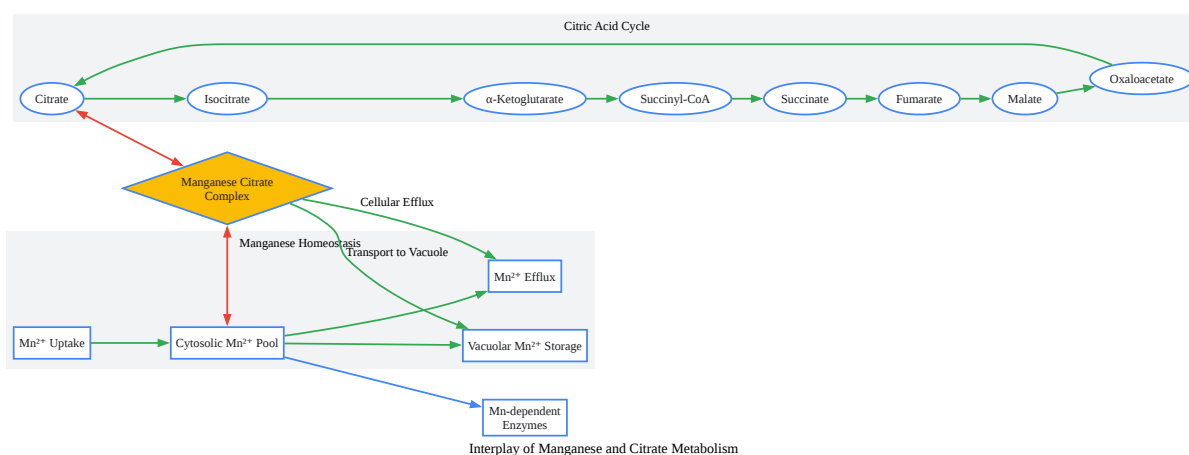 Citric Acid Cycle
Oxaloacetate
Citrate
Isocitrate
α-Ketoglutarate
Succinyl-CoA
Succinate
Fumarate
Malate
Manganese Citrate
Complex
Cellular Efflux
Manganese Homeostasis
Transport to Vacuole
Mn²⁺ Efflux
Mn²⁺ Uptake
Cytosolic Mn²⁺ Pool
Vacuolar Mn²⁺ Storage
Mn-dependent
Enzymes
Interplay of Manganese and Citrate Metabolism